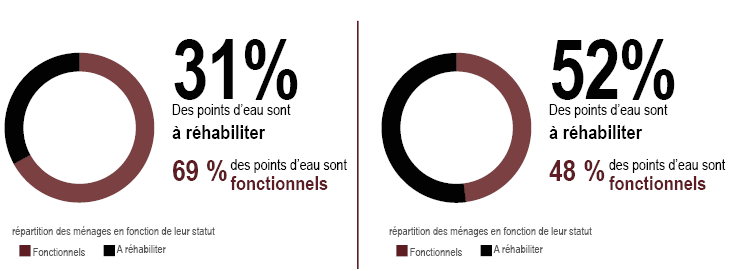 31%
Des points d'eau sont
à réhabiliter
69 % des points d'eau sont
fonctionnels
répartition des ménages en fonction de leur statut
Fonctionnels A réhabiliter
52%
Des points d'eau sont
à réhabiliter
48 % des points d'eau sont
fonctionnels
répartition des ménages en fonction de leur statut
Fonctionnels A réhabiliter